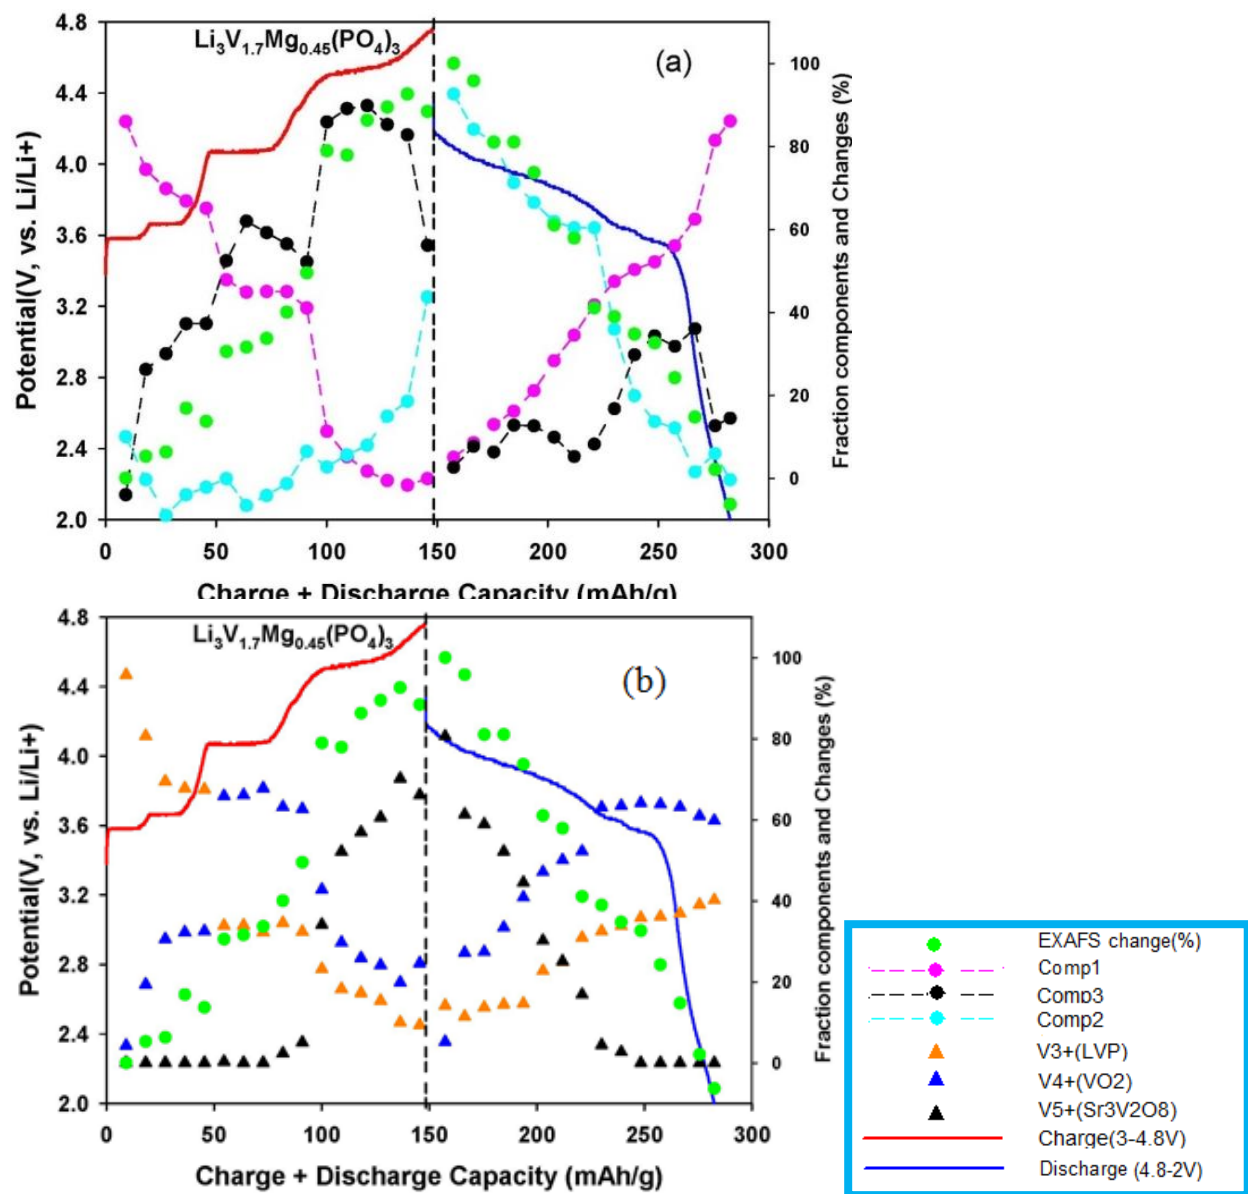 Li3V1.7Mg0.45(PO4)3
(a)
4.8
4.4
4.0
3.6
3.2
2.8
2.4
2.0
Potential(V, vs. Li/Li+)
100
80
60
40
20
0
Fraction components and Changes (%)
0 50 100 150 200 250 300
Charge + Discharge Capacity (mAh/g)
Li3V1.7Mg0.45(PO4)3
(b)
4.8
4.4
4.0
3.6
3.2
2.8
2.4
2.0
Potential(V, vs. Li/Li+)
100
80
60
40
20
0
Fraction components and Changes (%)
0 50 100 150 200 250 300
Charge + Discharge Capacity (mAh/g)
EXAFS change(%)
Comp1
Comp3
Comp2
V3+(LVP)
V4+(VO2)
V5+(Sr3V2O8)
Charge(3-4.8V)
Discharge (4.8-2V)